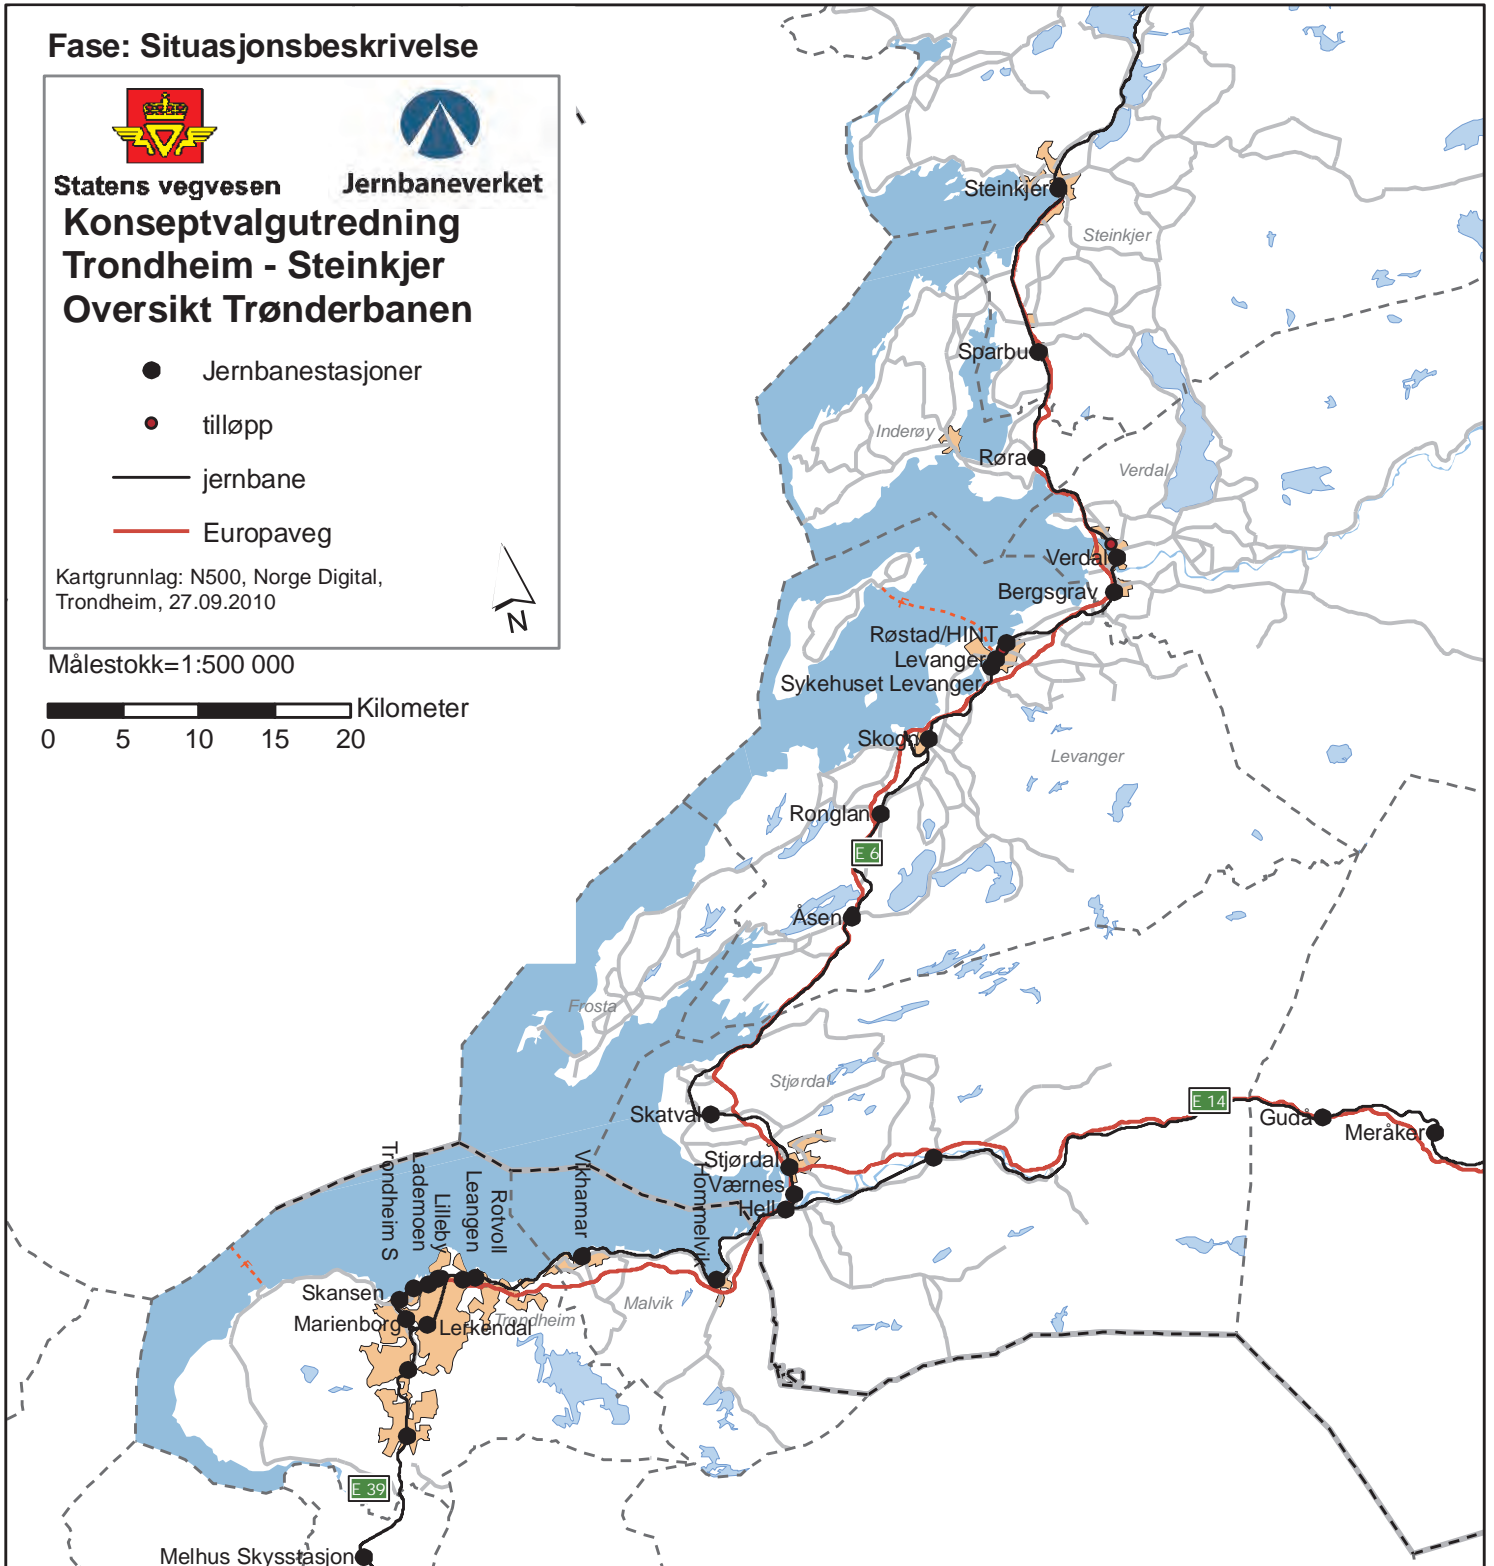 Fase: Situasjonsbeskrivelse
Statens vegvesen
Jernbaneverket
Konseptvalgutredning
Trondheim - Steinkjer
Oversikt Trønderbanen
Jernbanestasjoner
tilløpp
jernbane
Europaveg
Kartgrunnlag: N500, Norge Digital,
Trondheim, 27.09.2010
N
Målestokk=1:500 000
Kilometer
0 5 10 15 20
Steinkjer
Steinkjer
Sparbu
Inderøy
Røra
Verdal
Verdal
Bergsgrav
Røstad/HINT
Levanger
Sykehuset Levanger
Skogn
Levanger
Ronglan
E 6
Åsen
Frosta
Stjørdal
Skatval
E 14
Gudå
Meråker
Stjørdal
Værnes
Hell
Trondheim S
Lademoen
Lilleby
Leangen
Rotvoll
Vikhamar
Hommelvik
Skansen
Marienborg
Lerkendal
Trondheim
Malvik
E 39
Melhus Skysstasjon